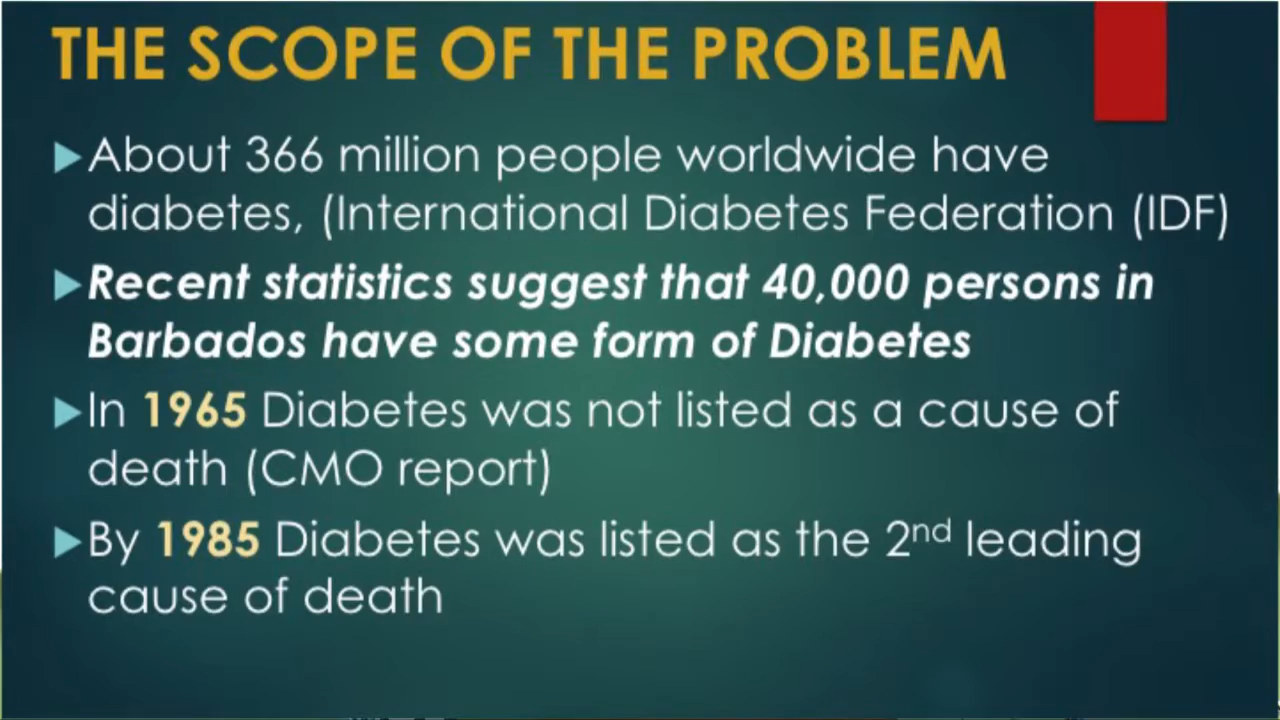 THE SCOPE OF THE PROBLEM
About 366 million people worldwide have
diabetes, (International Diabetes Federation (IDF)
Recent statistics suggest that 40,000 persons in
Barbados have some form of Diabetes
In 1965 Diabetes was not listed as a cause of
death (CMO report)
By 1985 Diabetes was listed as the 2nd leading
cause of death